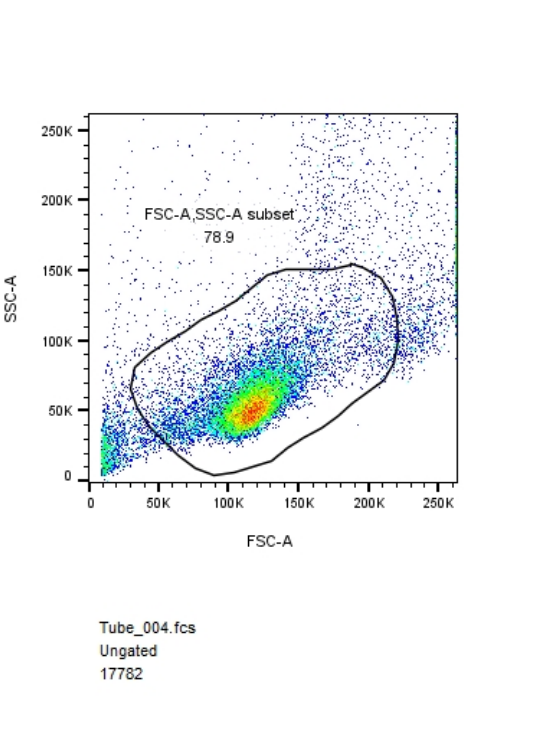 250K
200K
FSC-A,SSC-A subset
78.9
150K
SSC-A
100K
50K
0
0 50K 100K 150K 200K 250K
FSC-A
Tube_004.fcs
Ungated
17782